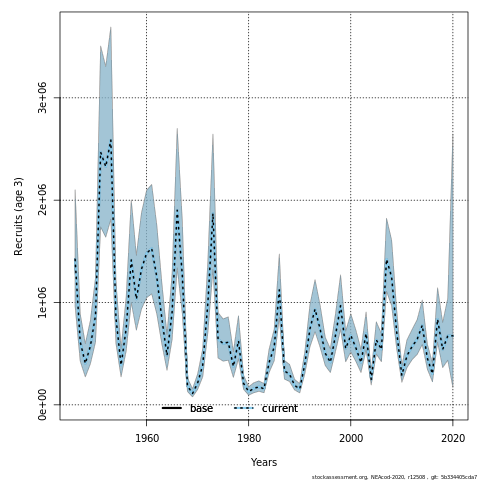 3e+06
2e+06
1e+06
0e+00
Recruits (age 3)
base current
1960 1980 2000 2020
Years
stockassessment.org, NEAcod-2020, r12508 , git: 5b334405cda7